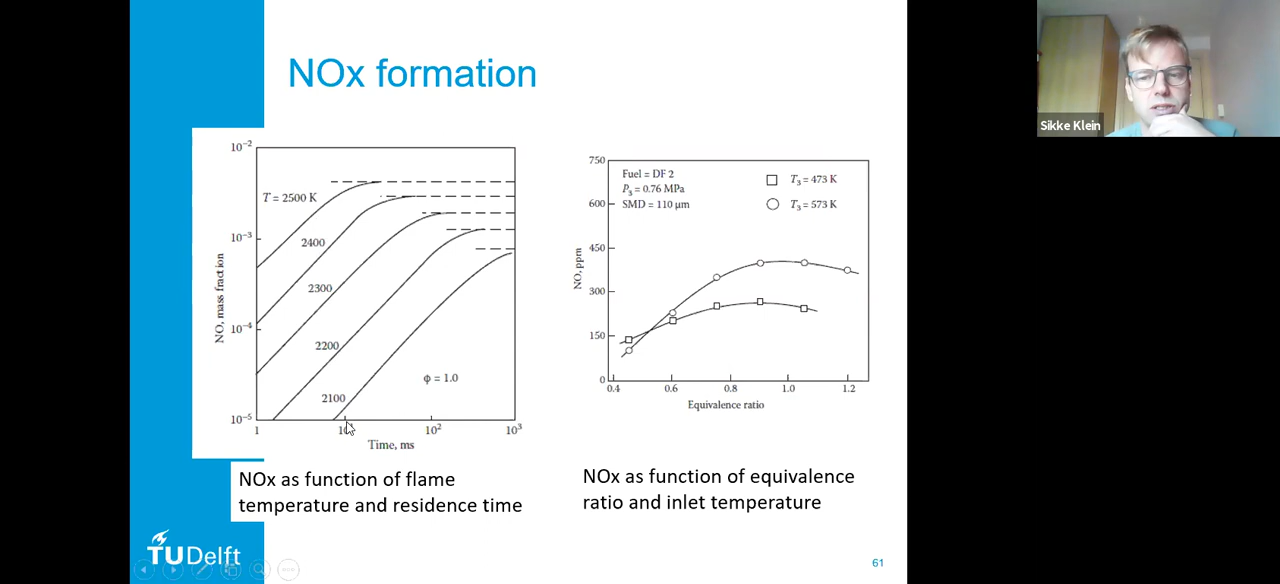 NOx formation
Sikke Klein
10⁻²
T = 2500 K
2400
10⁻³
2300
10⁻⁴
2200
φ = 1.0
2100
10⁻⁵
NO, mass fraction
1
10²
10³
Time, ms
750
600
450
300
150
0
NO, ppm
Fuel = DF 2
P₃ = 0.76 MPa
SMD = 110 μm
T₃ = 473 K
T₃ = 573 K
0.4
0.6
0.8
1.0
1.2
Equivalence ratio
NOx as function of flame
temperature and residence time
NOx as function of equivalence
ratio and inlet temperature
TUDelft
61